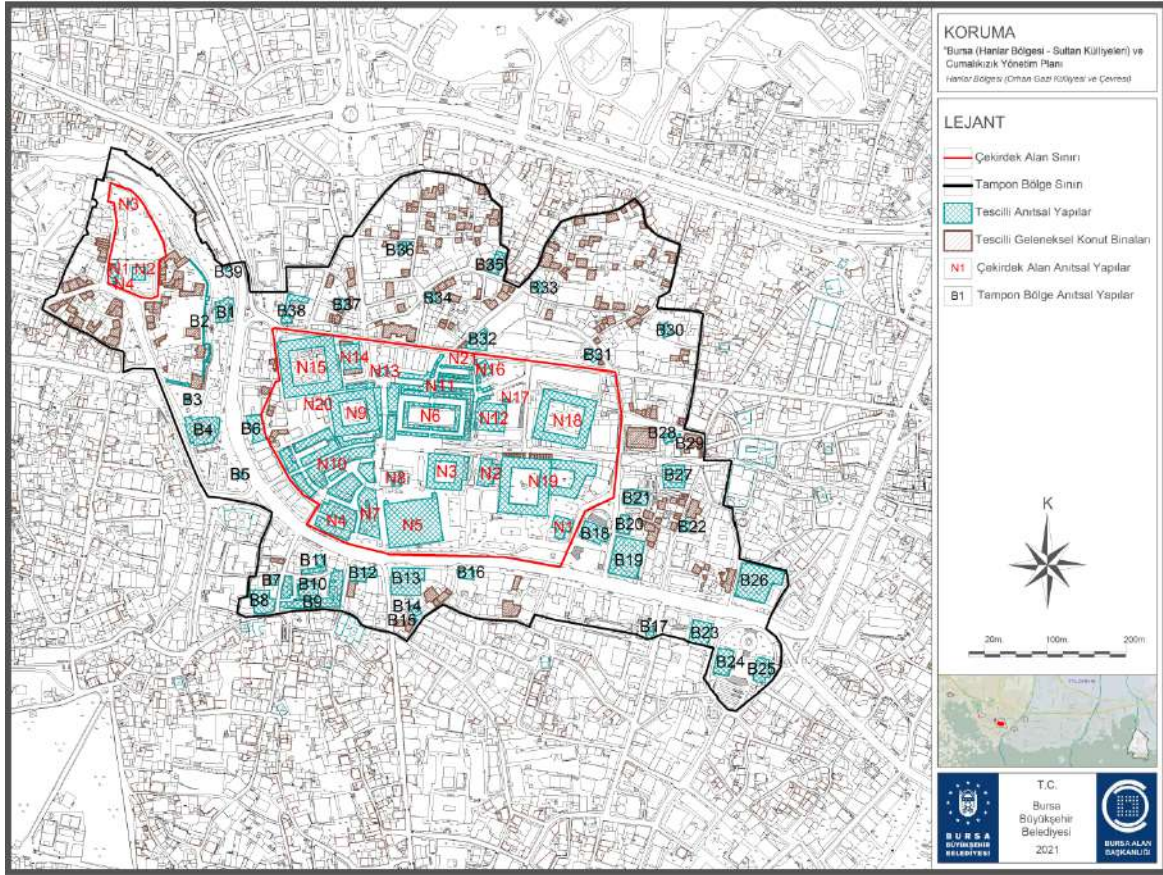 KORUMA
"Bursa (Hanlar Bölgesi - Sultan Külliyeleri) ve
Cumalıkızık Yönetim Planı
Hanlar Bölgesi (Orhan Gazi Külliyesi ve Çevresi)
LEJANT
Çekirdek Alan Sınırı
Tampon Bölge Sınırı
Tescilli Anıtsal Yapılar
Tescilli Geleneksel Konut Binaları
N1 Çekirdek Alan Anıtsal Yapılar
B1 Tampon Bölge Anıtsal Yapılar
N3
N1 N2
N4
B39
B36
B35
B33
B34
B37
B38
B1
B2
B32
B30
B31
N15
N14
N13
N21
N16
N11
N17
N20
N9
N6
N12
N18
B3
B4
B6
B5
N10
N8
N3
N2
N19
B28
B29
B27
B21
B20
B22
N4
N7
N5
N1
B18
B19
B11
B7
B10
B12
B13
B16
B8
B9
B14
B15
B17
B23
B24
B25
B26
K
20m. 100m. 200m.
BURSA
BÜYÜKŞEHİR
BELEDİYESİ
T.C.
Bursa
Büyükşehir
Belediyesi
2021
BURSA ALAN
BAŞKANLIĞI